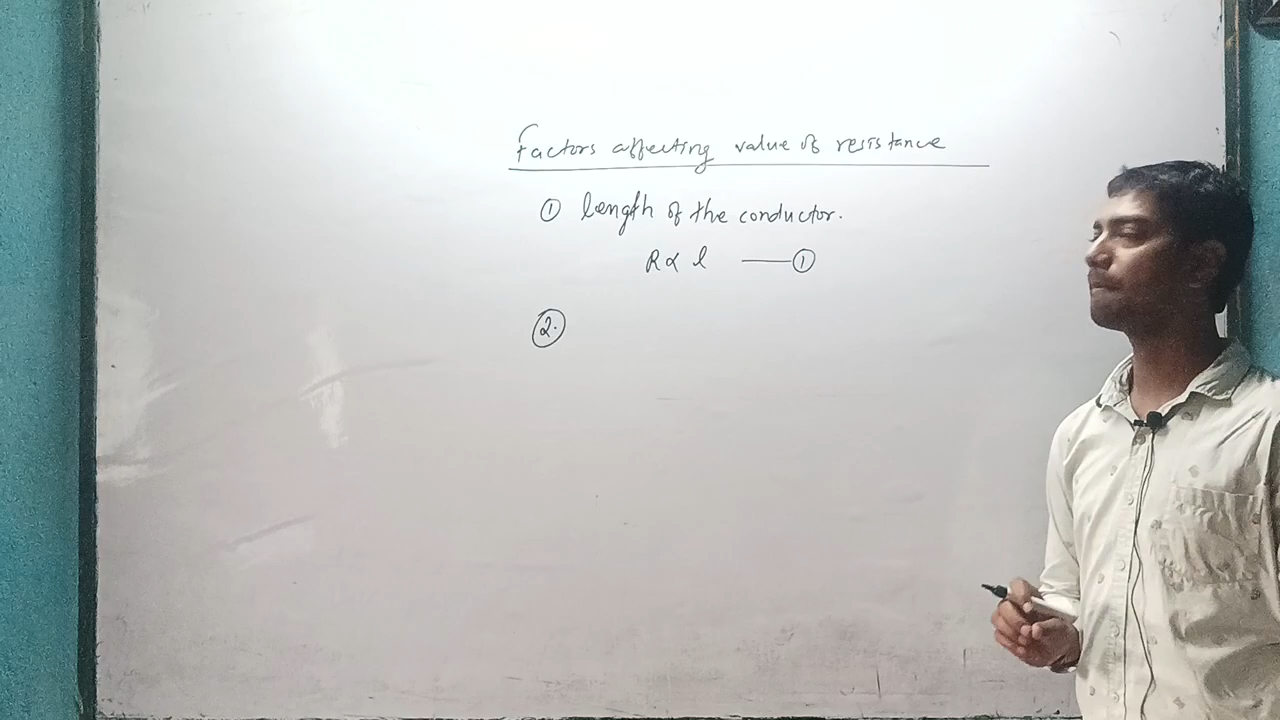 Factors affecting value of resistance
① length of the conductor.
R ∝ l —— ①
②.